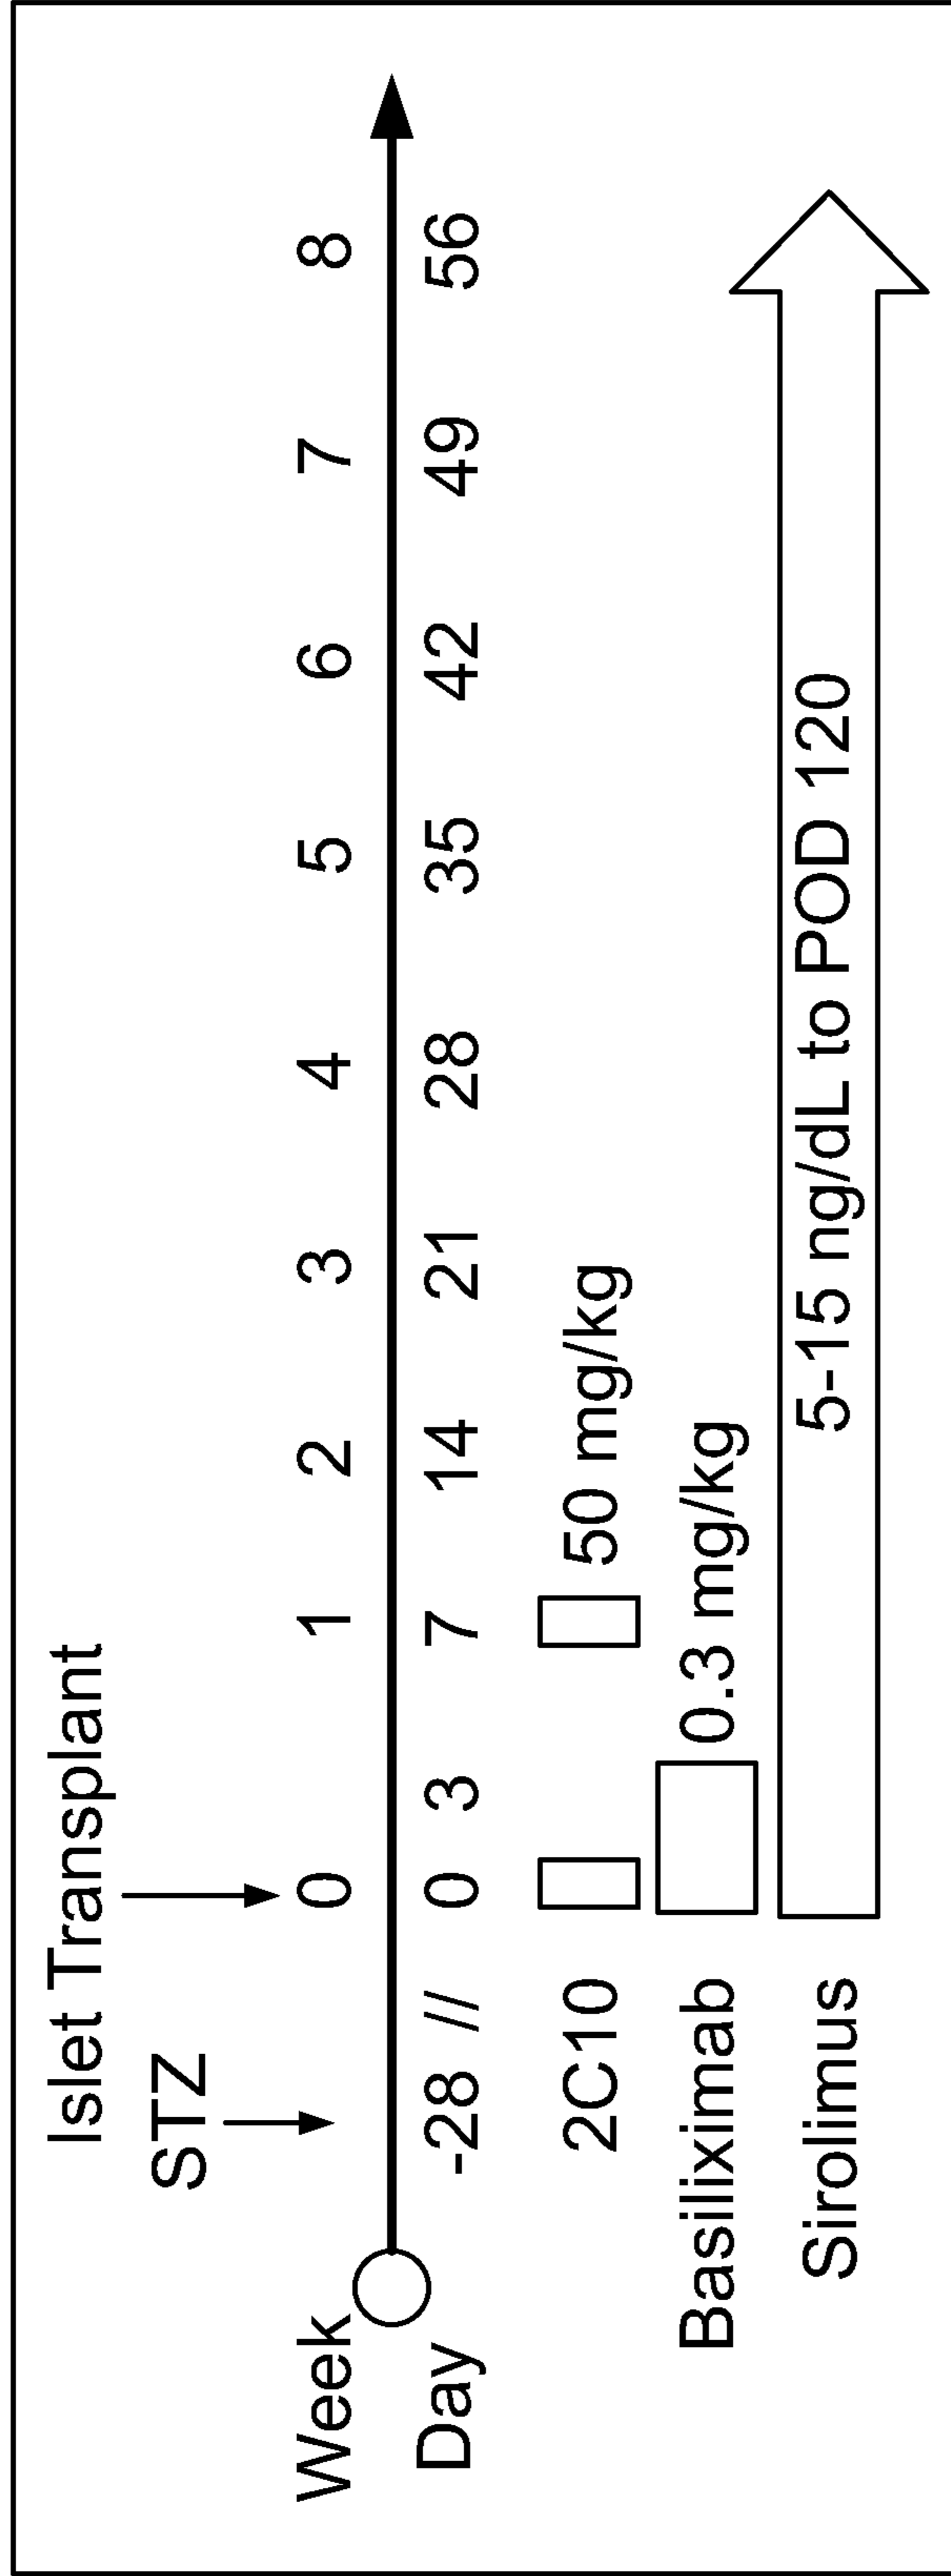 Islet Transplant
STZ
Week 0 1 2 3 4 5 6 7 8
Day -28 // 0 3 7 14 21 28 35 42 49 56
2C10 50 mg/kg
Basiliximab 0.3 mg/kg
Sirolimus 5-15 ng/dL to POD 120